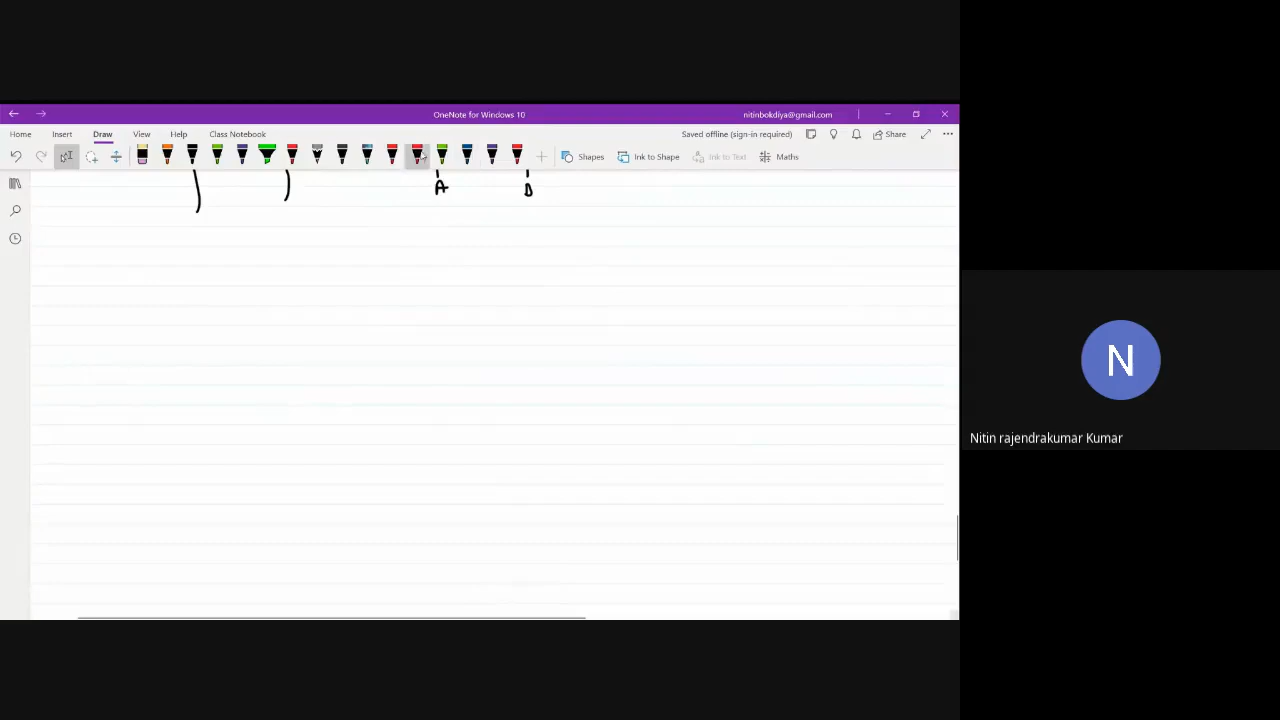 OneNote for Windows 10
nitinbokdiya@gmail.com
Home Insert Draw View Help Class Notebook
Saved offline (sign-in required) Share
Shapes Ink to Shape Ink to Text Maths
A D
N
Nitin rajendrakumar Kumar